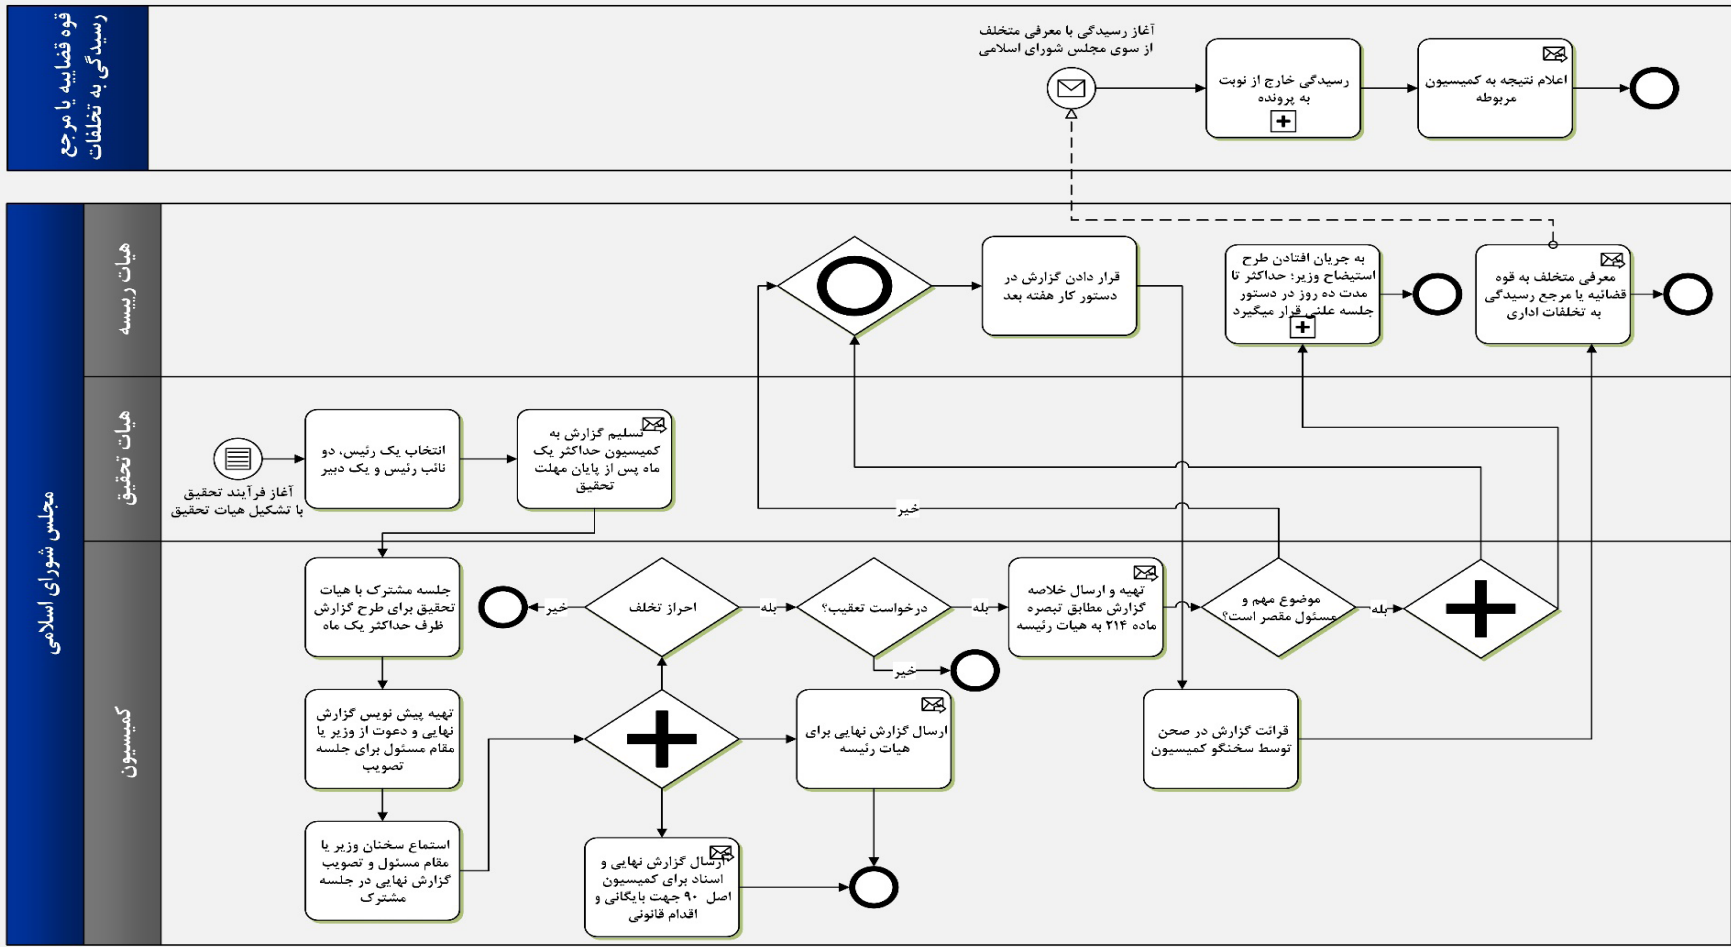 قوه قضاییه یا مرجع
رسیدگی به تخلفات
آغاز رسیدگی با معرفی متخلف
از سوی مجلس شورای اسلامی
رسیدگی خارج از نوبت
به پرونده
اعلام نتیجه به کمیسیون
مربوطه
مجلس شورای اسلامی
هیات رییسه
قرار دادن گزارش در
دستور کار هفته بعد
به جریان افتادن طرح
استیضاح وزیر؛ حداکثر تا
مدت ده روز در دستور
جلسه علنی قرار میگیرد
معرفی متخلف به قوه
قضائیه یا مرجع رسیدگی
به تخلفات اداری
هیات تحقیق
آغاز فرآیند تحقیق
با تشکیل هیات تحقیق
انتخاب یک رئیس، دو
نائب رئیس و یک دبیر
تسلیم گزارش به
کمیسیون حداکثر یک
ماه پس از پایان مهلت
تحقیق
خیر
کمیسیون
جلسه مشترک با هیات
تحقیق برای طرح گزارش
ظرف حداکثر یک ماه
خیر
احراز تخلف
بله
درخواست تعقیب؟
بله
خیر
تهیه و ارسال خلاصه
گزارش مطابق تبصره
ماده ۲۱۴ به هیات رئیسه
موضوع مهم و
مسئول مقصر است؟
بله
تهیه پیش نویس گزارش
نهایی و دعوت از وزیر یا
مقام مسئول برای جلسه
تصویب
ارسال گزارش نهایی برای
هیات رئیسه
قرائت گزارش در صحن
توسط سخنگو کمیسیون
استماع سخنان وزیر یا
مقام مسئول و تصویب
گزارش نهایی در جلسه
مشترک
ارسال گزارش نهایی و
اسناد برای کمیسیون
اصل ۹۰ جهت بایگانی و
اقدام قانونی